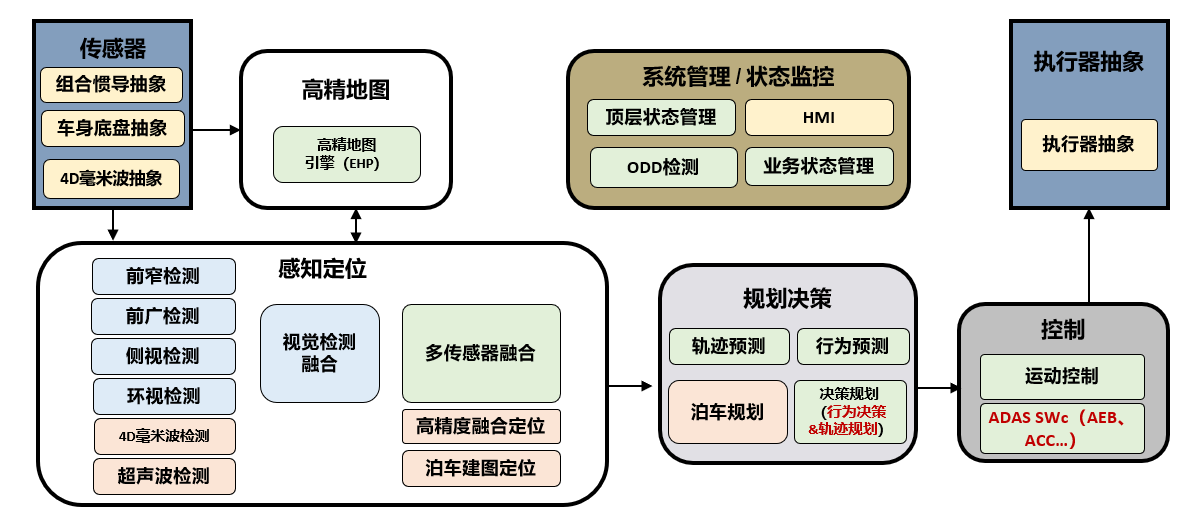 传感器
组合惯导抽象
车身底盘抽象
4D毫米波抽象
高精地图
高精地图
引擎（EHP）
系统管理 / 状态监控
顶层状态管理
HMI
ODD检测
业务状态管理
执行器抽象
执行器抽象
感知定位
前窄检测
前广检测
侧视检测
环视检测
4D毫米波检测
超声波检测
视觉检测
融合
多传感器融合
高精度融合定位
泊车建图定位
规划决策
轨迹预测
行为预测
泊车规划
决策规划
(行为决策
&轨迹规划)
控制
运动控制
ADAS SWc（AEB、
ACC...）